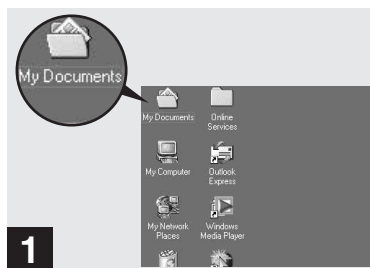 My Documents
My Documents
Online
Services
My Computer
Outlook
Express
My Network
Places
Windows
Media Player
1